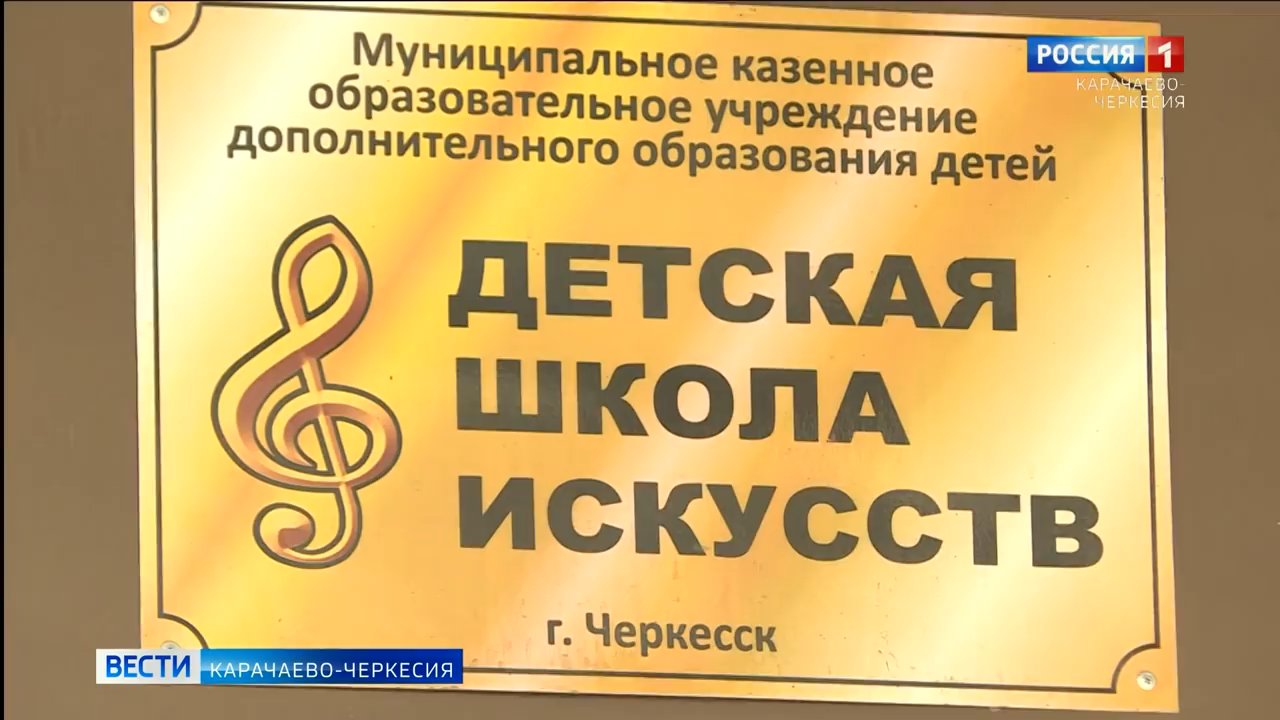 Муниципальное казенное
образовательное учреждение
дополнительного образования детей
РОССИЯ 1
КАРАЧАЕВО-
ЧЕРКЕСИЯ
ДЕТСКАЯ
ШКОЛА
ИСКУССТВ
г. Черкесск
ВЕСТИ КАРАЧАЕВО-ЧЕРКЕСИЯ